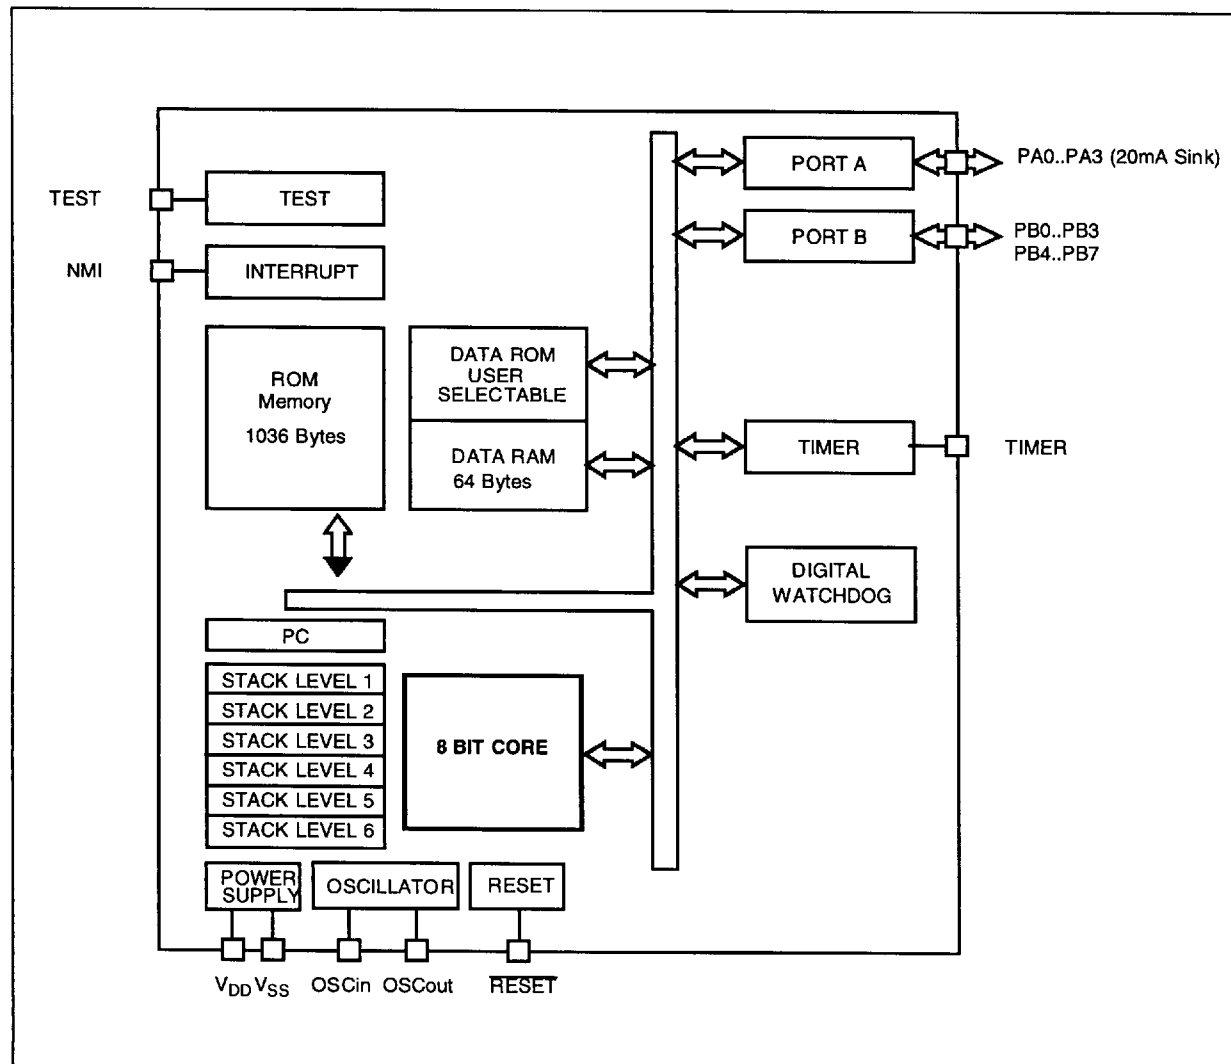 TEST
NMI
TEST
INTERRUPT
ROM
Memory
1036 Bytes
DATA ROM
USER
SELECTABLE
DATA RAM
64 Bytes
PORT A
PORT B
PA0..PA3 (20mA Sink)
PB0..PB3
PB4..PB7
TIMER
TIMER
DIGITAL
WATCHDOG
PC
STACK LEVEL 1
STACK LEVEL 2
STACK LEVEL 3
STACK LEVEL 4
STACK LEVEL 5
STACK LEVEL 6
8 BIT CORE
POWER
SUPPLY
OSCILLATOR
RESET
VDD VSS OSCin OSCout RESET